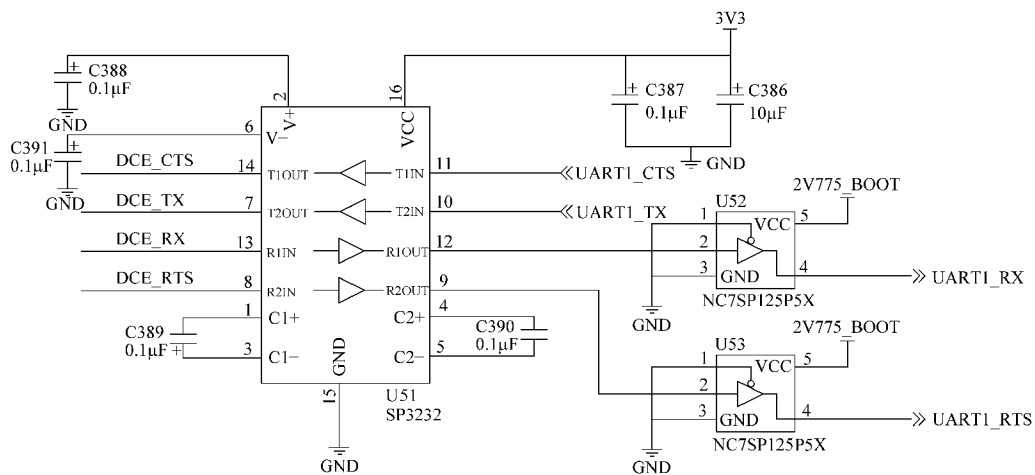 3V3
C388
0.1μF
GND
2
V+
16
VCC
C387
0.1μF
C386
10μF
GND
C391
0.1μF
GND
6
V−
DCE_CTS
14
T1OUT
T1IN
11
UART1_CTS
DCE_TX
7
T2OUT
T2IN
10
UART1_TX
DCE_RX
13
R1IN
R1OUT
12
DCE_RTS
8
R2IN
R2OUT
9
1
C1+
C2+
4
C389
0.1μF
C390
0.1μF
3
C1−
C2−
5
GND
15
U51
SP3232
GND
U52
2V775_BOOT
1
VCC
5
2
3
GND
4
UART1_RX
NC7SP125P5X
GND
U53
2V775_BOOT
1
VCC
5
2
3
GND
4
UART1_RTS
NC7SP125P5X
GND